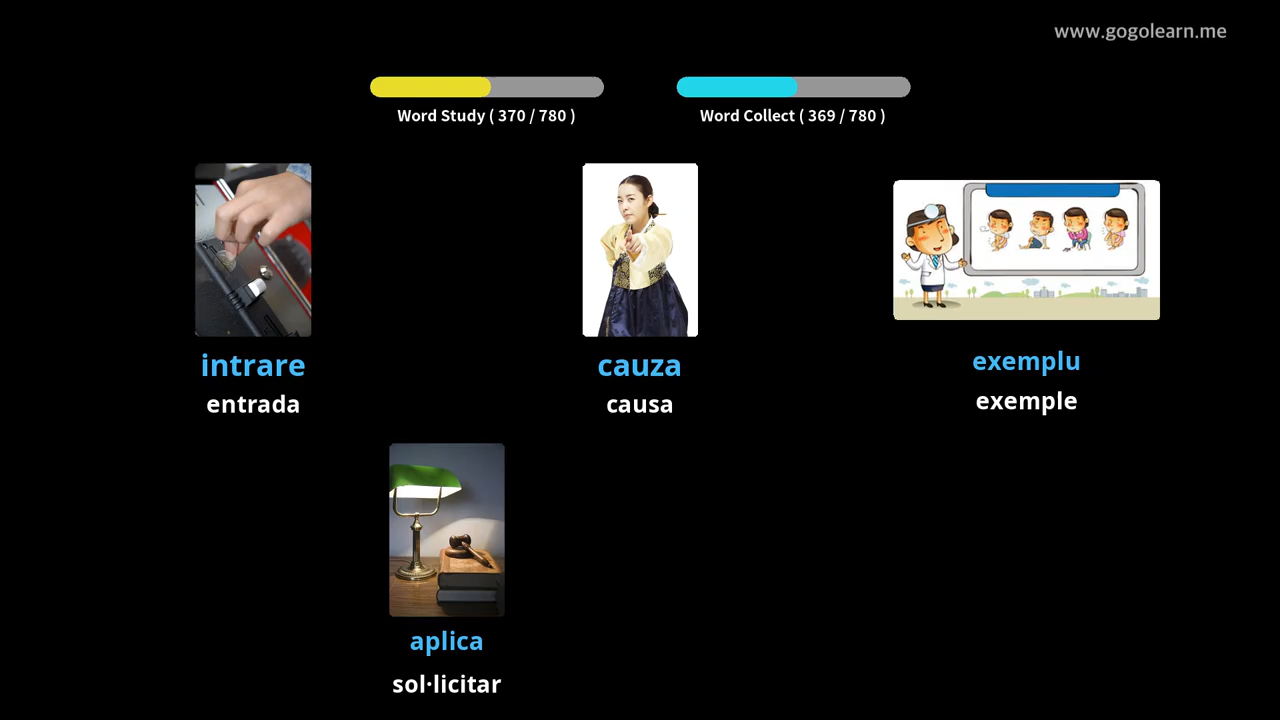 www.gogolearn.me
Word Study ( 370 / 780 )
Word Collect ( 369 / 780 )
intrare
entrada
cauza
causa
exemplu
exemple
aplica
sol·licitar